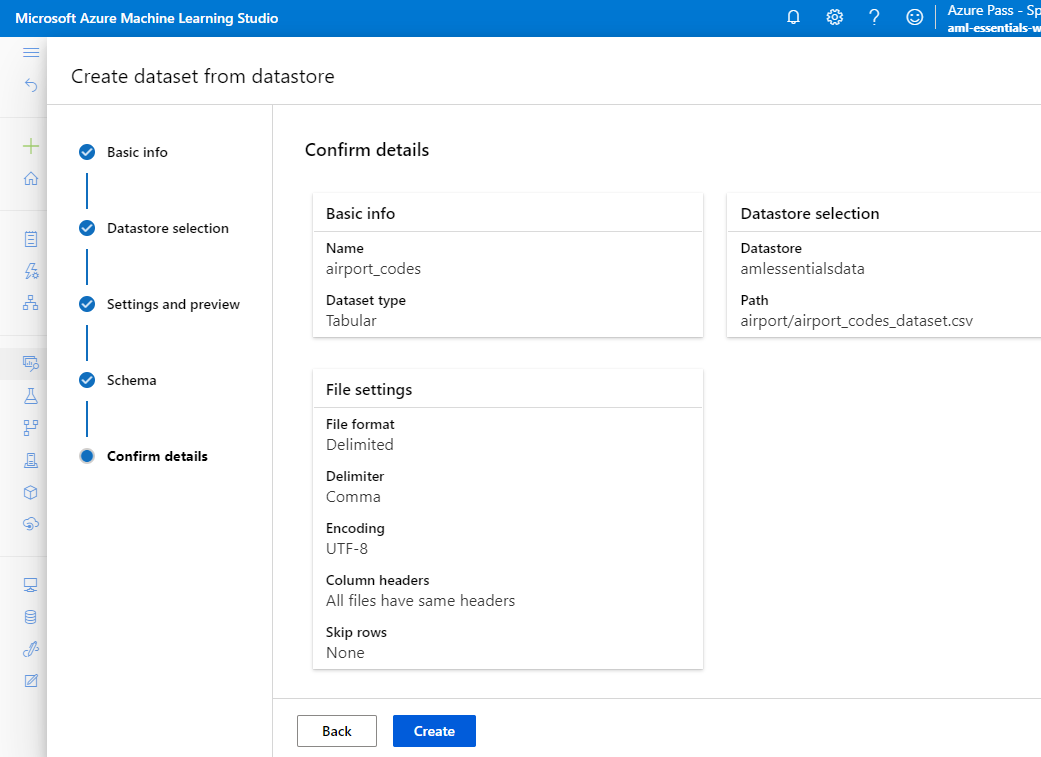 Microsoft Azure Machine Learning Studio
Azure Pass - Sp
aml-essentials-w
Create dataset from datastore
Basic info
Datastore selection
Settings and preview
Schema
Confirm details
Confirm details
Basic info
Name
airport_codes
Dataset type
Tabular
Datastore selection
Datastore
amlessentialsdata
Path
airport/airport_codes_dataset.csv
File settings
File format
Delimited
Delimiter
Comma
Encoding
UTF-8
Column headers
All files have same headers
Skip rows
None
Back
Create